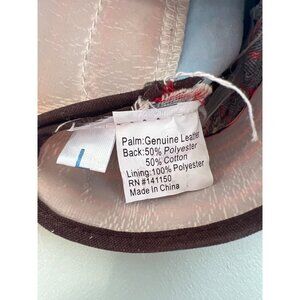 Palm:Genuine Leather
Back:50% Polyester
50% Cotton
Lining:100% Polyester
RN #141150
Made in China